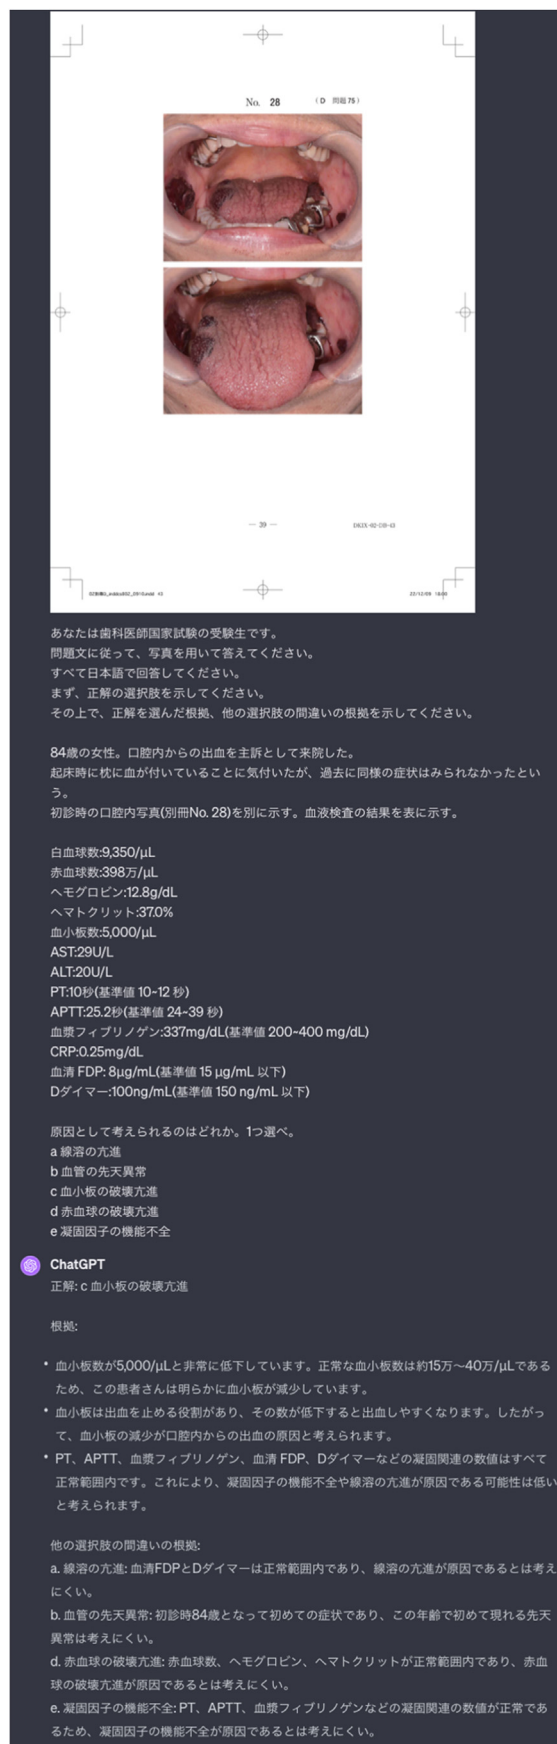 No. 28 (D 問題 75)
— 39 —
DKIX-02-DH-43
22/12/09 18:00
あなたは歯科医師国家試験の受験生です。
問題文に従って、写真を用いて答えてください。
すべて日本語で回答してください。
まず、正解の選択肢を示してください。
その上で、正解を選んだ根拠、他の選択肢の間違いの根拠を示してください。
84歳の女性。口腔内からの出血を主訴として来院した。
起床時に枕に血が付いていることに気付いたが、過去に同様の症状はみられなかったとい
う。
初診時の口腔内写真(別冊No. 28)を別に示す。血液検査の結果を表に示す。
白血球数:9,350/μL
赤血球数:398万/μL
ヘモグロビン:12.8g/dL
ヘマトクリット:37.0%
血小板数:5,000/μL
AST:29U/L
ALT:20U/L
PT:10秒(基準値 10~12 秒)
APTT:25.2秒(基準値 24~39 秒)
血漿フィブリノゲン:337mg/dL(基準値 200~400 mg/dL)
CRP:0.25mg/dL
血清 FDP: 8μg/mL(基準値 15 μg/mL 以下)
Dダイマー:100ng/mL(基準値 150 ng/mL 以下)
原因として考えられるのはどれか。1つ選べ。
a 線溶の亢進
b 血管の先天異常
c 血小板の破壊亢進
d 赤血球の破壊亢進
e 凝固因子の機能不全
ChatGPT
正解: c 血小板の破壊亢進
根拠:
• 血小板数が5,000/μLと非常に低下しています。正常な血小板数は約15万〜40万/μLである
ため、この患者さんは明らかに血小板が減少しています。
• 血小板は出血を止める役割があり、その数が低下すると出血しやすくなります。したがっ
て、血小板の減少が口腔内からの出血の原因と考えられます。
• PT、APTT、血漿フィブリノゲン、血清 FDP、Dダイマーなどの凝固関連の数値はすべて
正常範囲内です。これにより、凝固因子の機能不全や線溶の亢進が原因である可能性は低い
と考えられます。
他の選択肢の間違いの根拠:
a. 線溶の亢進: 血清FDPとDダイマーは正常範囲内であり、線溶の亢進が原因であるとは考え
にくい。
b. 血管の先天異常: 初診時84歳となって初めての症状であり、この年齢で初めて現れる先天
異常は考えにくい。
d. 赤血球の破壊亢進: 赤血球数、ヘモグロビン、ヘマトクリットが正常範囲内であり、赤血
球の破壊亢進が原因であるとは考えにくい。
e. 凝固因子の機能不全: PT、APTT、血漿フィブリノゲンなどの凝固関連の数値が正常であ
るため、凝固因子の機能不全が原因であるとは考えにくい。